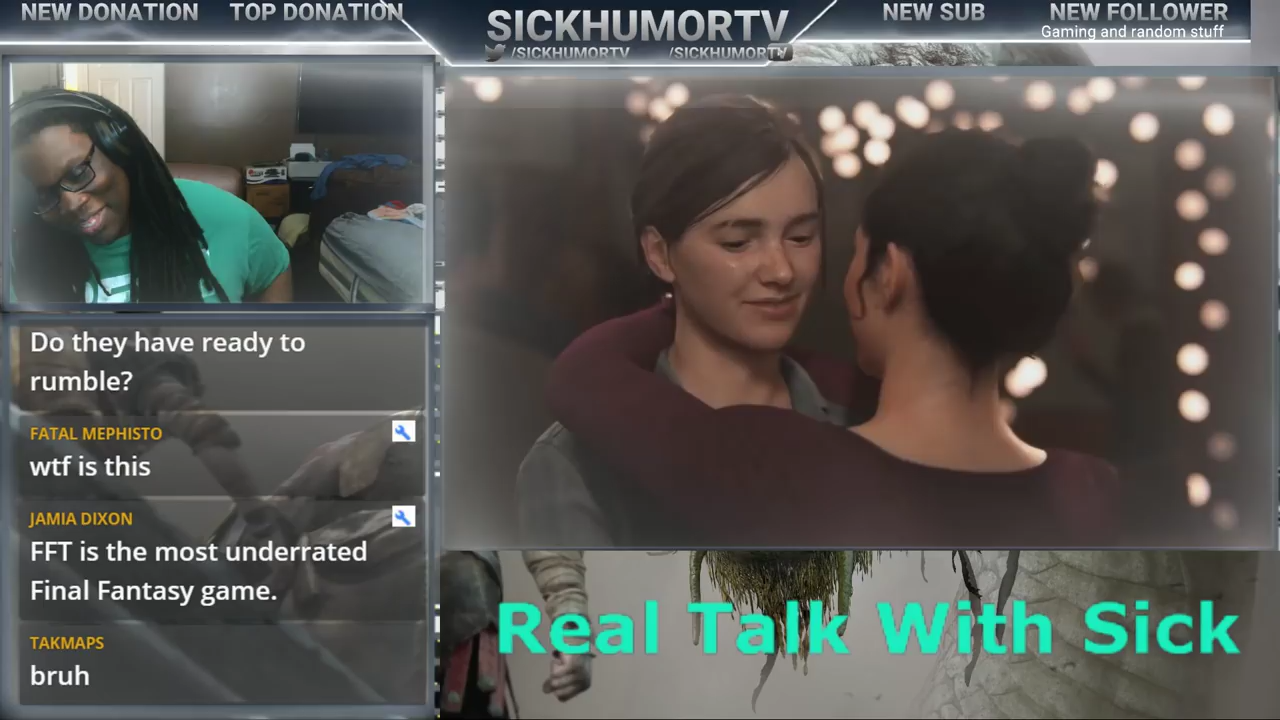 NEW DONATION
TOP DONATION
SICKHUMORTV
/SICKHUMORTV
/SICKHUMORTV
NEW SUB
NEW FOLLOWER
Gaming and random stuff
Do they have ready to
rumble?
FATAL MEPHISTO
wtf is this
JAMIA DIXON
FFT is the most underrated
Final Fantasy game.
TAKMAPS
bruh
Real Talk With Sick